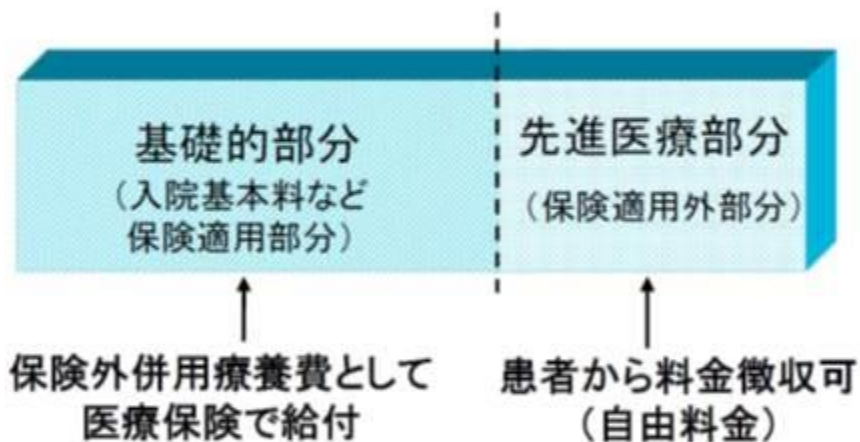 基礎的部分
(入院基本料など
保険適用部分)
先進医療部分
(保険適用外部分)
保険外併用療養費として
医療保険で給付
患者から料金徴収可
(自由料金)